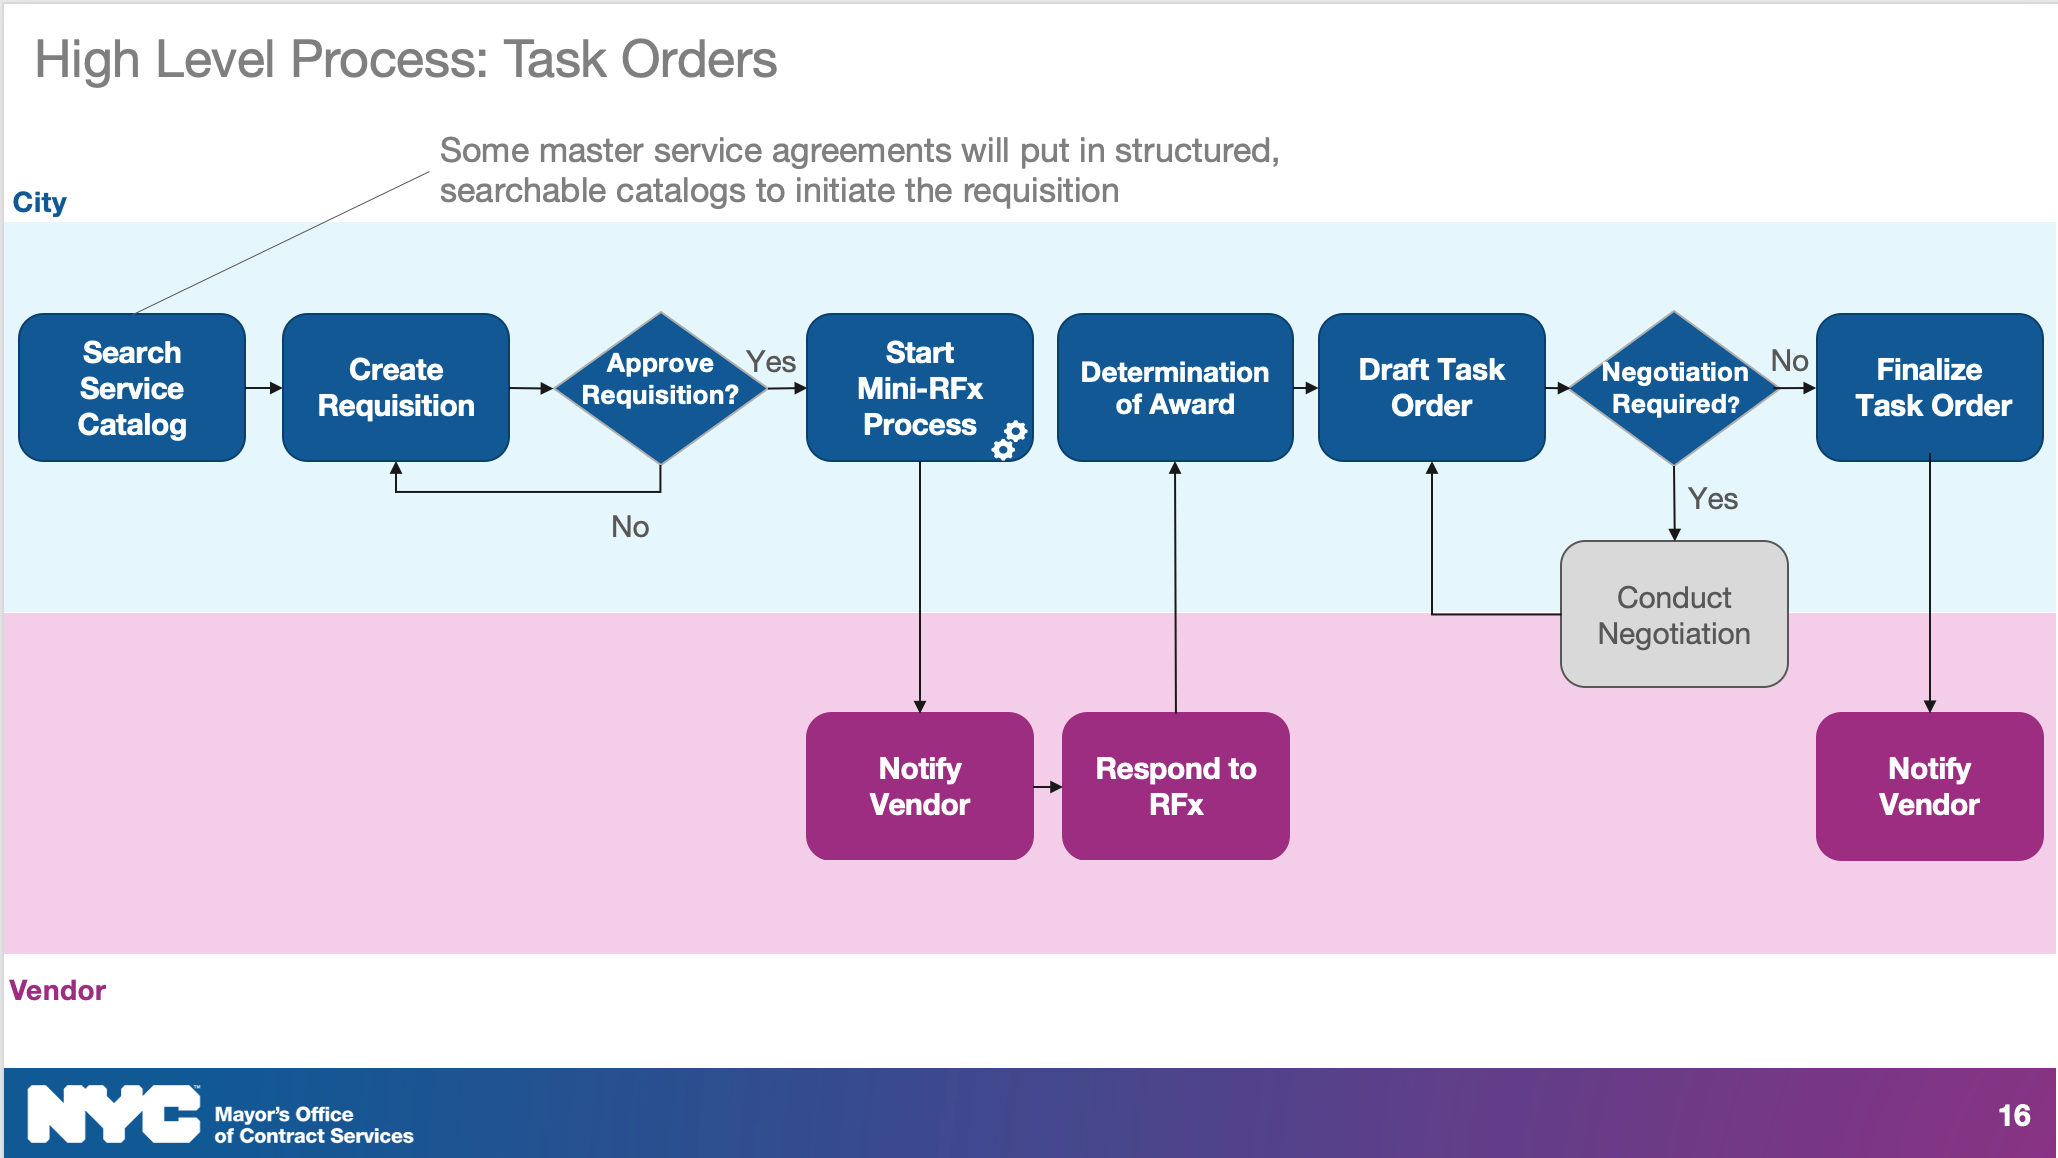 High Level Process: Task Orders
Some master service agreements will put in structured,
searchable catalogs to initiate the requisition
City
Search
Service
Catalog
Create
Requisition
Approve
Requisition?
Yes
No
Start
Mini-RFx
Process
Determination
of Award
Draft Task
Order
Negotiation
Required?
No
Yes
Finalize
Task Order
Conduct
Negotiation
Notify
Vendor
Respond to
RFx
Notify
Vendor
Vendor
NYC™
Mayor's Office
of Contract Services
16